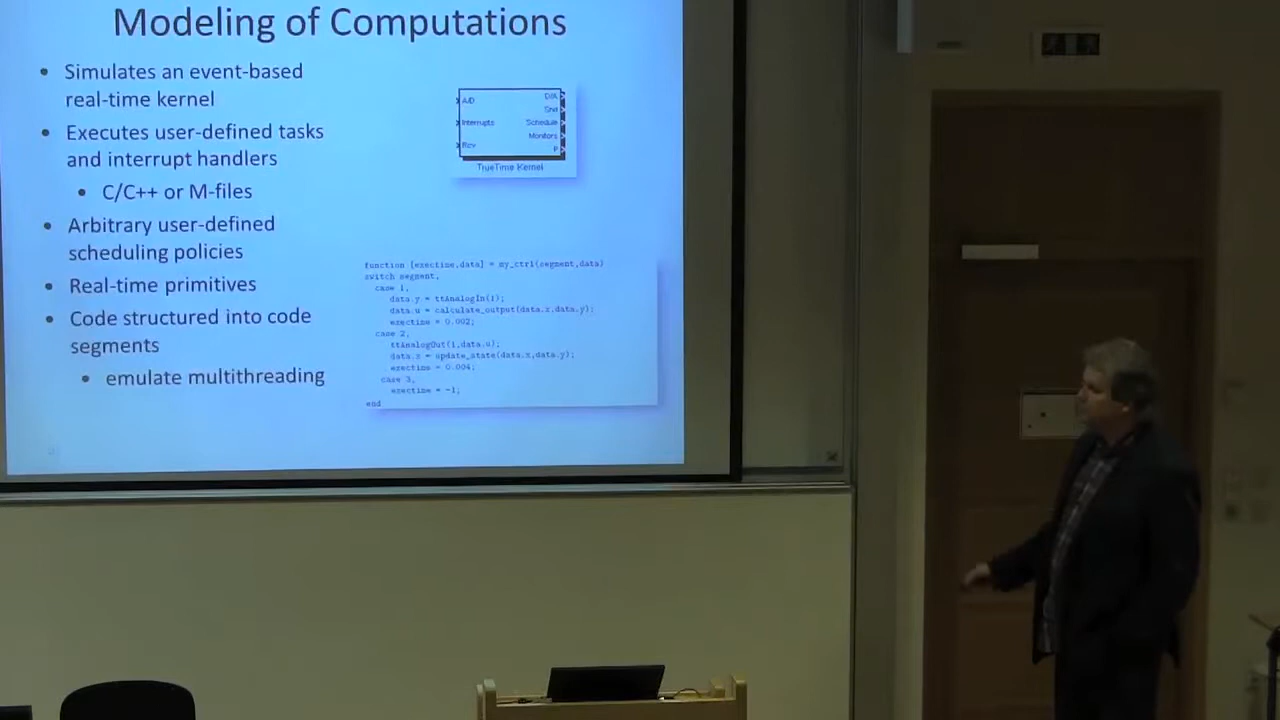 Modeling of Computations
• Simulates an event-based
real-time kernel
• Executes user-defined tasks
and interrupt handlers
• C/C++ or M-files
• Arbitrary user-defined
scheduling policies
• Real-time primitives
• Code structured into code
segments
• emulate multithreading
A/D
Interrupts
Rcv
D/A
Snd
Schedule
Monitors
P
TrueTime Kernel
function [exectime,data] = my_ctrl(segment,data)
switch segment,
case 1,
data.y = ttAnalogIn(1);
data.u = calculate_output(data.x,data.y);
exectime = 0.002;
case 2,
ttAnalogOut(1,data.u);
data.x = update_state(data.x,data.y);
exectime = 0.004;
case 3,
exectime = -1;
end